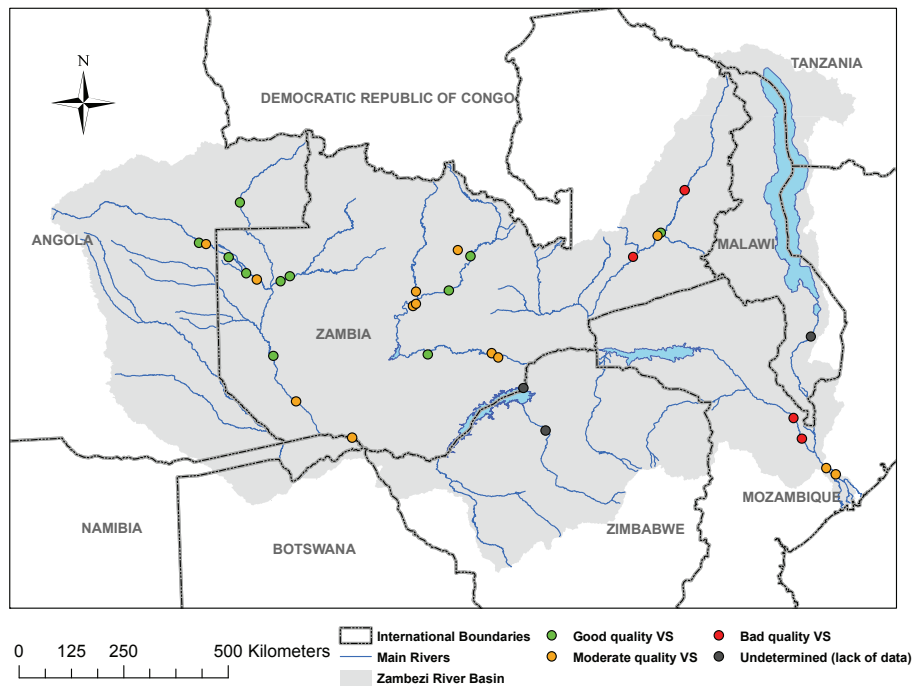 TANZANIA
N
DEMOCRATIC REPUBLIC OF CONGO
ANGOLA
MALAWI
ZAMBIA
MOZAMBIQUE
NAMIBIA
ZIMBABWE
BOTSWANA
0 125 250 500 Kilometers
International Boundaries
Main Rivers
Zambezi River Basin
Good quality VS
Moderate quality VS
Bad quality VS
Undetermined (lack of data)